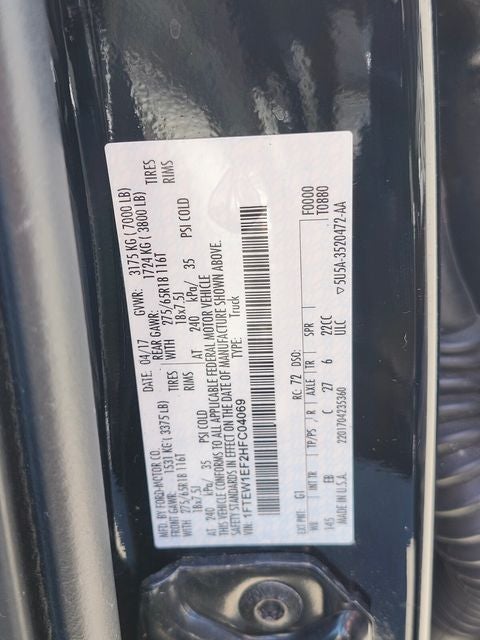 MFD. BY FORD MOTOR CO.
DATE: 04/17 GVWR: 3175 KG ( 7000 LB)
FRONT GAWR: 1531 KG ( 3375 LB) REAR GAWR: 1724 KG ( 3800 LB)
WITH 275/65R18 116T TIRES WITH 275/65R18 116T TIRES
18x7.5J RIMS 18x7.5J RIMS
AT 240 kPa/ 35 PSI COLD AT 240 kPa/ 35 PSI COLD
THIS VEHICLE CONFORMS TO ALL APPLICABLE FEDERAL MOTOR VEHICLE
SAFETY STANDARDS IN EFFECT ON THE DATE OF MANUFACTURE SHOWN ABOVE.
VIN: 1FTEW1EF2HFC04069 TYPE: Truck
F0000
T0880
EXT PNT: G1 RC: 72 DSO:
WB INT TR TP/PS R AXLE TR SPR
145 EB C 27 6 22CC
ULC
MADE IN U.S.A. 2201704235360 5U5A-3520472-AA